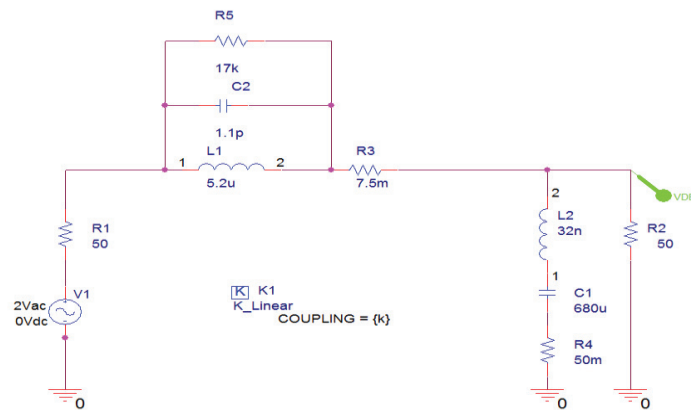 R5
17k
C2
1.1p
L1
1 2
5.2u
R3
7.5m
R1
50
V1
2Vac
0Vdc
0
K K1
K_Linear
COUPLING = {k}
2
L2
32n
1
C1
680u
R4
50m
0
R2
50
0